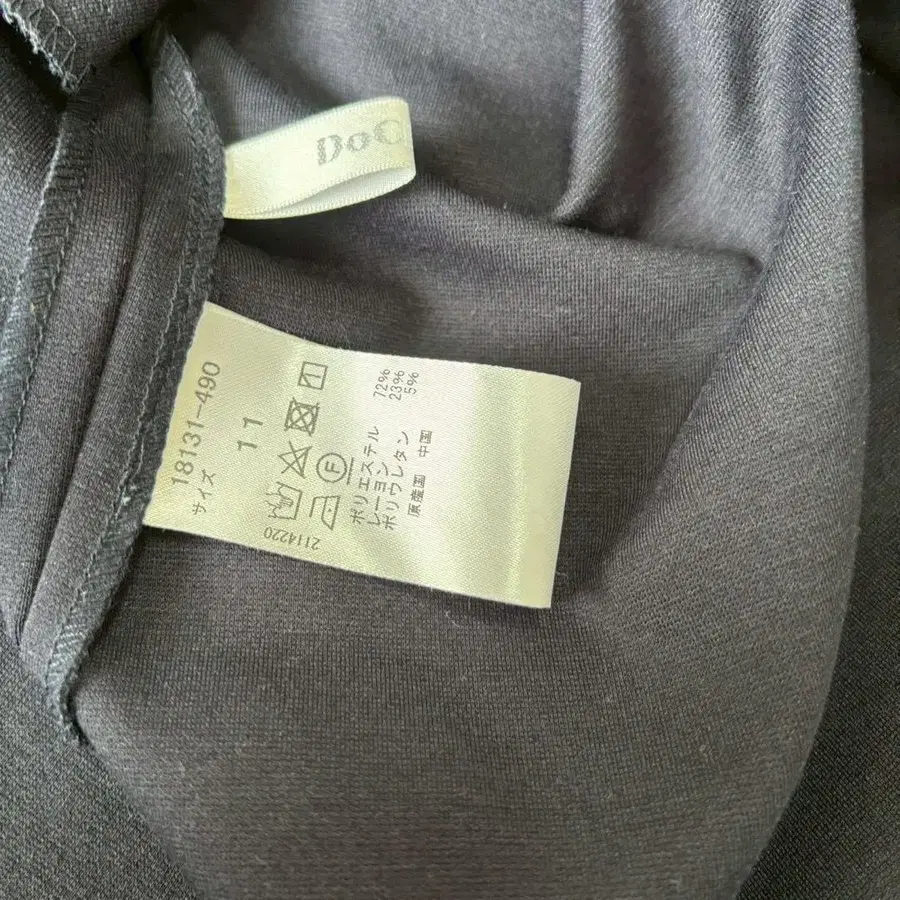 DoC
18131-490
サイズ
11
F
2114220
ポリエステル 72%
レーヨン 23%
ポリウレタン 5%
原産国 中国